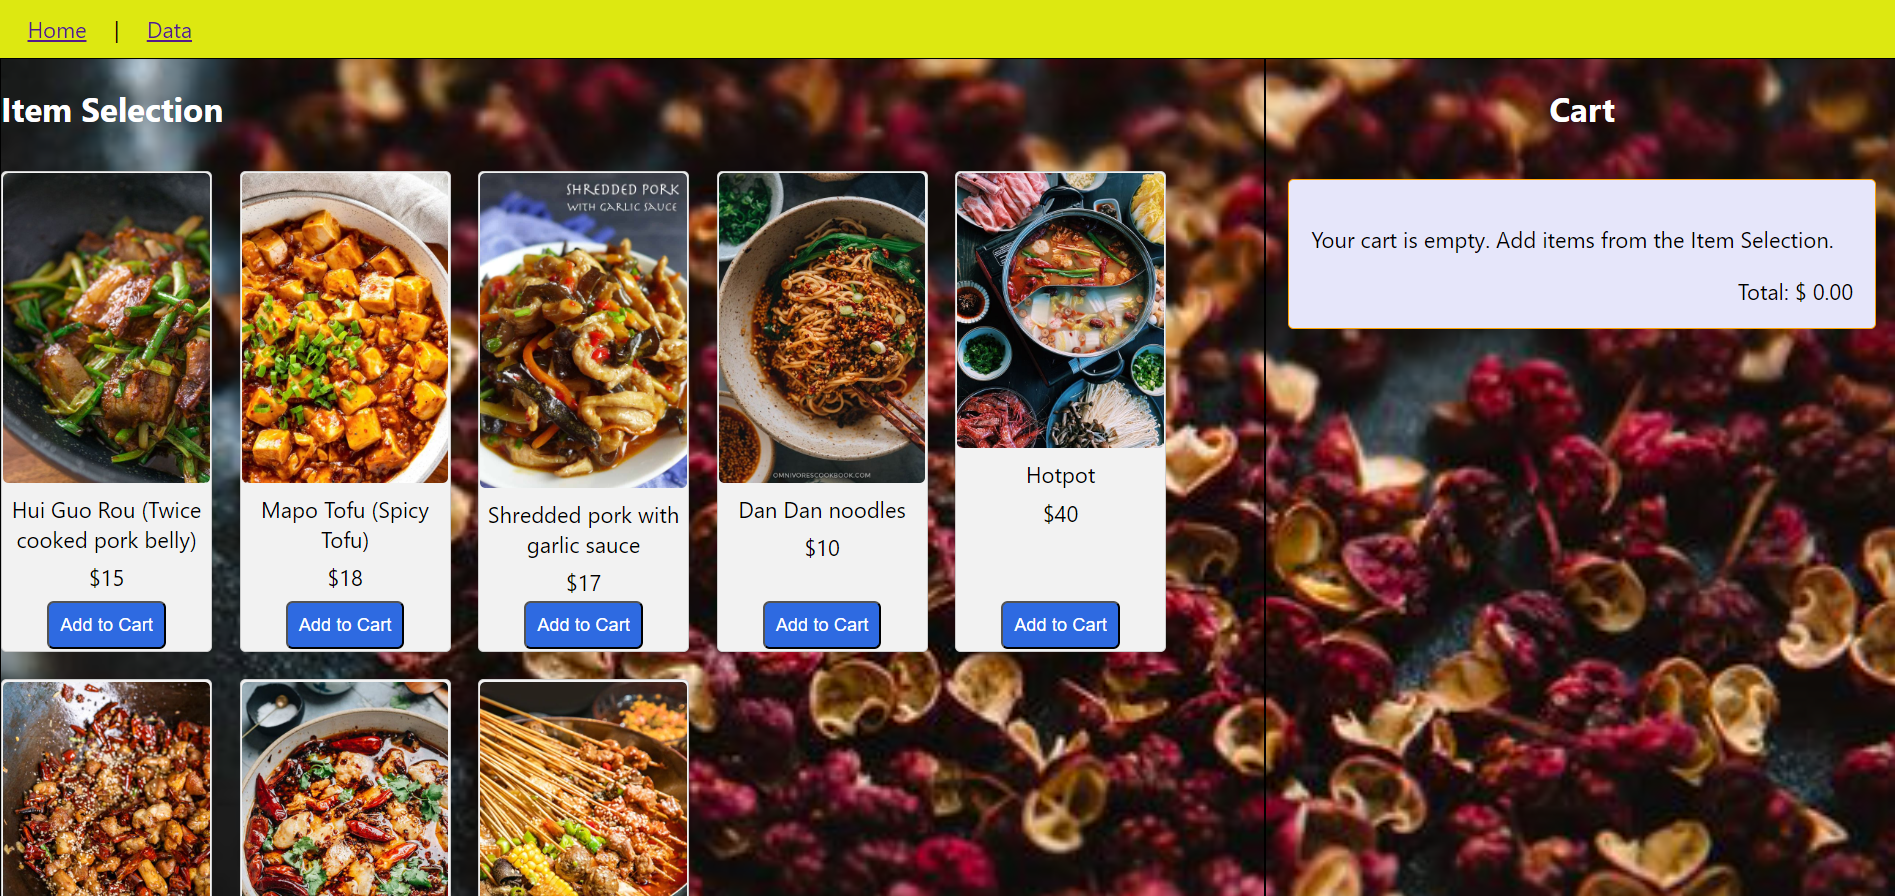 Home | Data
Item Selection
Cart
SHREDDED PORK
WITH GARLIC SAUCE
OMNIVORESCOOKBOOK.COM
Hui Guo Rou (Twice
cooked pork belly)
$15
Add to Cart
Mapo Tofu (Spicy
Tofu)
$18
Add to Cart
Shredded pork with
garlic sauce
$17
Add to Cart
Dan Dan noodles
$10
Add to Cart
Hotpot
$40
Add to Cart
Your cart is empty. Add items from the Item Selection.
Total: $ 0.00